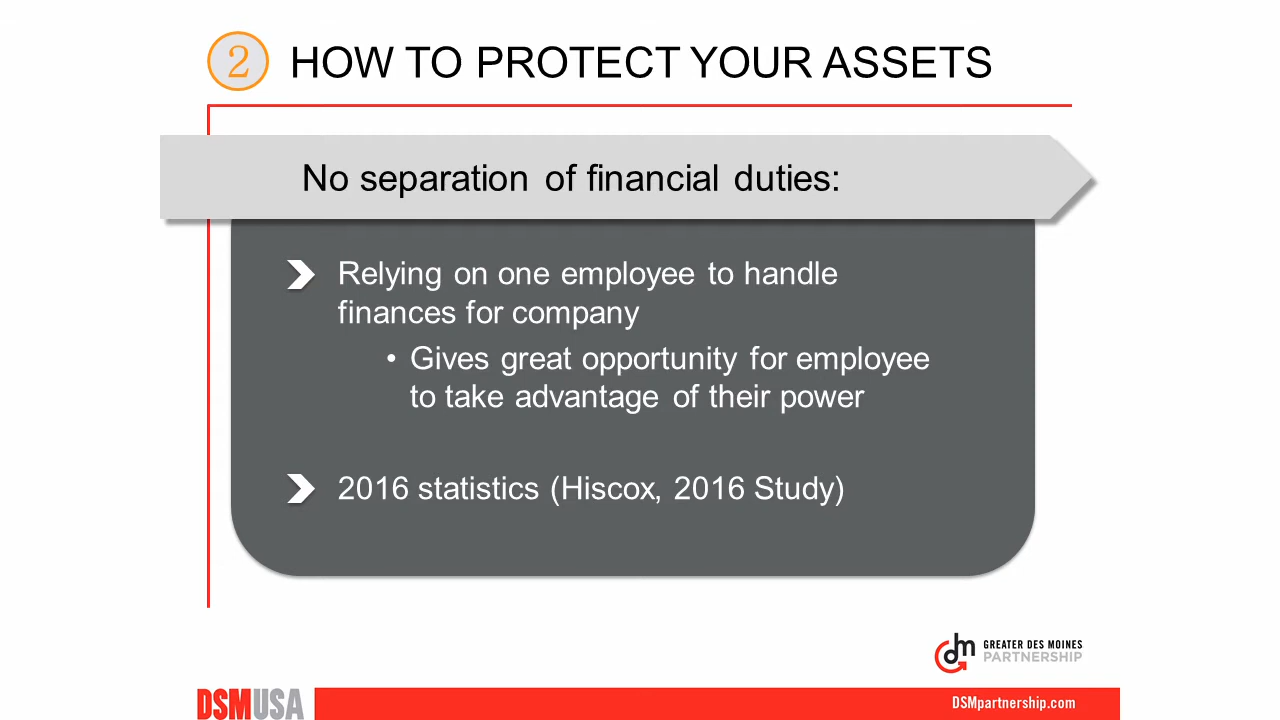 2 HOW TO PROTECT YOUR ASSETS
No separation of financial duties:
Relying on one employee to handle
finances for company
• Gives great opportunity for employee
to take advantage of their power
2016 statistics (Hiscox, 2016 Study)
dm GREATER DES MOINES
PARTNERSHIP
DSMUSA
DSMpartnership.com